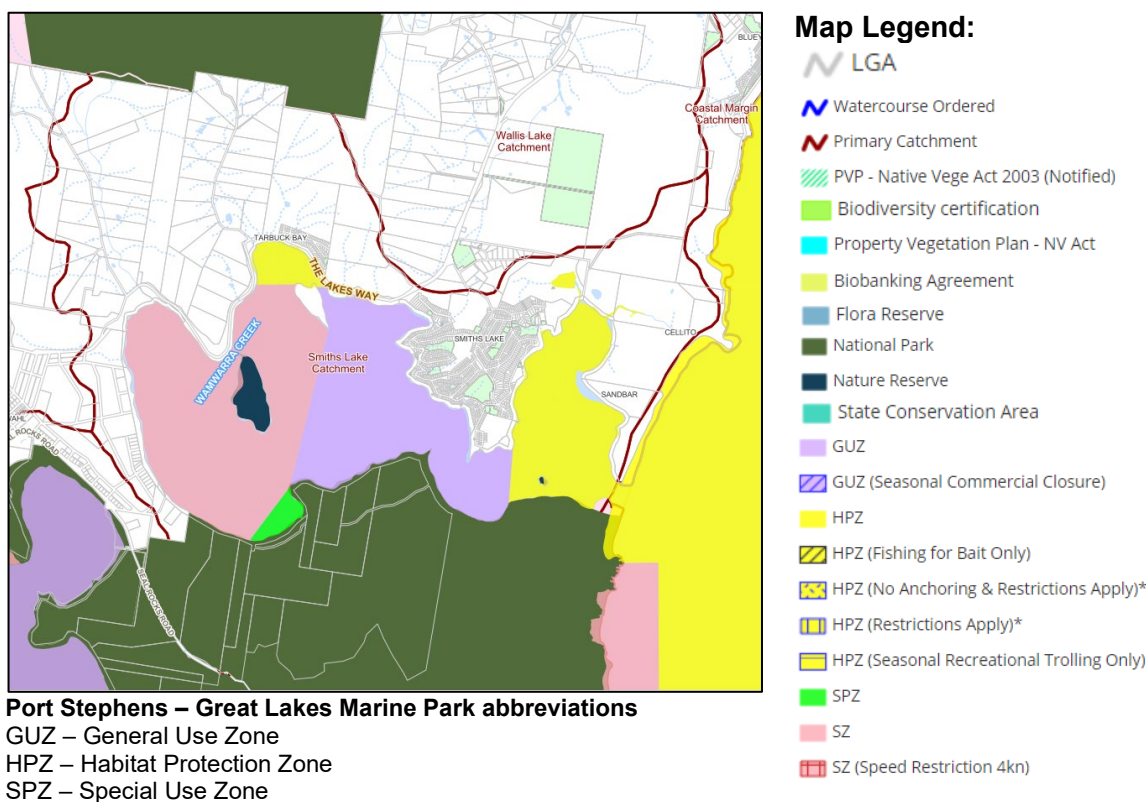 BLUEY
Coastal Margin
Catchment
Wallis Lake
Catchment
TARBUCK BAY
THE LAKES WAY
WAMWARRA CREEK
Smiths Lake
Catchment
SMITHS LAKE
CELLITO
SANDBAR
AHL
ROCKS ROAD
SEAL ROCKS ROAD
Map Legend:
LGA
Watercourse Ordered
Primary Catchment
PVP - Native Vege Act 2003 (Notified)
Biodiversity certification
Property Vegetation Plan - NV Act
Biobanking Agreement
Flora Reserve
National Park
Nature Reserve
State Conservation Area
GUZ
GUZ (Seasonal Commercial Closure)
HPZ
HPZ (Fishing for Bait Only)
HPZ (No Anchoring & Restrictions Apply)*
HPZ (Restrictions Apply)*
HPZ (Seasonal Recreational Trolling Only)
SPZ
SZ
SZ (Speed Restriction 4kn)
Port Stephens – Great Lakes Marine Park abbreviations
GUZ – General Use Zone
HPZ – Habitat Protection Zone
SPZ – Special Use Zone